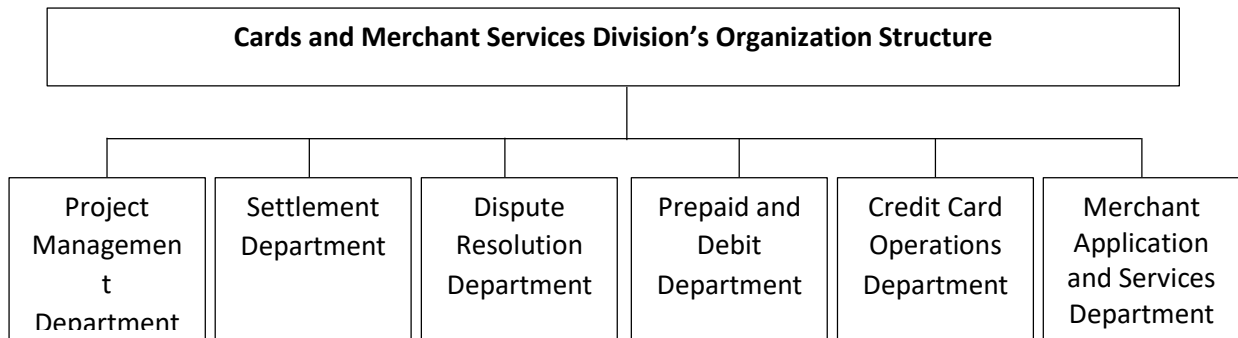 Cards and Merchant Services Division’s Organization Structure
Project
Managemen
t
Department
Settlement
Department
Dispute
Resolution
Department
Prepaid and
Debit
Department
Credit Card
Operations
Department
Merchant
Application
and Services
Department